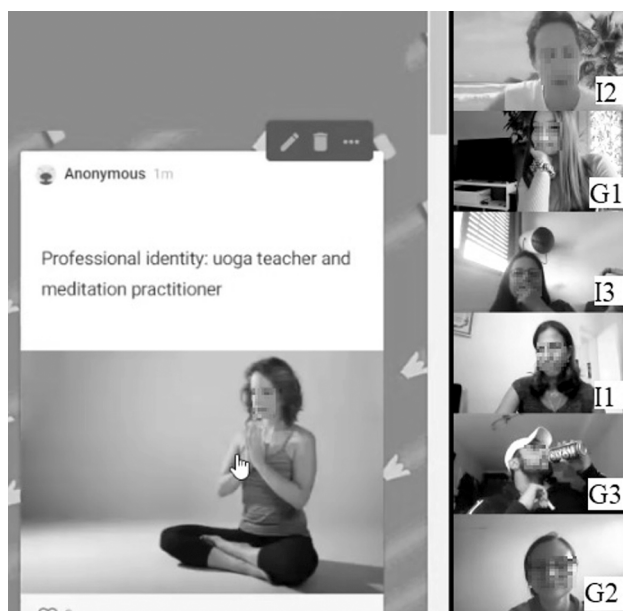 Anonymous 1m
Professional identity: uoga teacher and
meditation practitioner
I2
G1
I3
I1
G3
G2